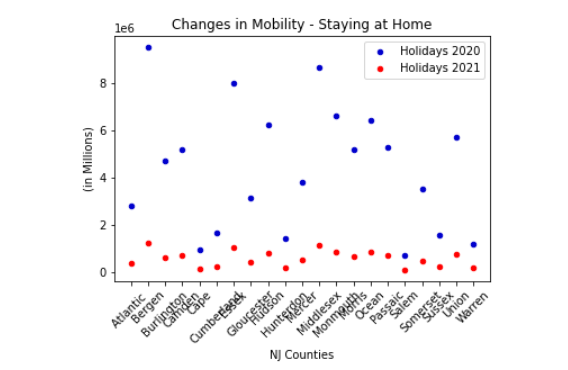 Changes in Mobility - Staying at Home
1e6
Holidays 2020
Holidays 2021
8
6
4
2
0
(in Millions)
Atlantic
Bergen
Burlington
Camden
Cape
Cumberland
Essex
Gloucester
Hudson
Hunterdon
Mercer
Middlesex
Monmouth
Morris
Ocean
Passaic
Salem
Somerset
Sussex
Union
Warren
NJ Counties